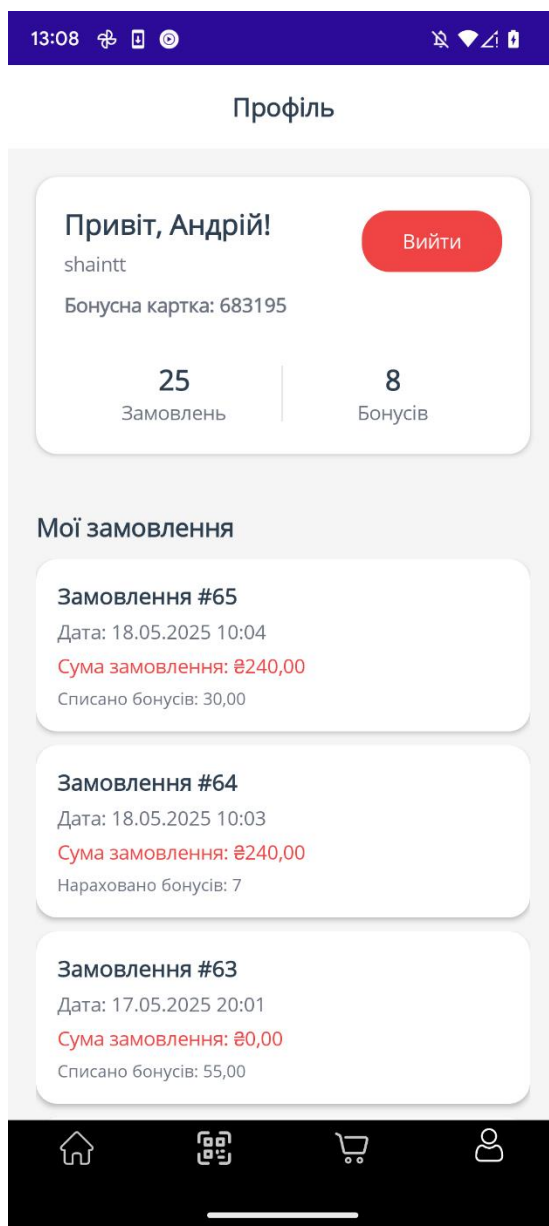 13:08
Профіль
Привіт, Андрій!
Вийти
shaintt
Бонусна картка: 683195
25
Замовлень
8
Бонусів
Мої замовлення
Замовлення #65
Дата: 18.05.2025 10:04
Сума замовлення: ₴240,00
Списано бонусів: 30,00
Замовлення #64
Дата: 18.05.2025 10:03
Сума замовлення: ₴240,00
Нараховано бонусів: 7
Замовлення #63
Дата: 17.05.2025 20:01
Сума замовлення: ₴0,00
Списано бонусів: 55,00